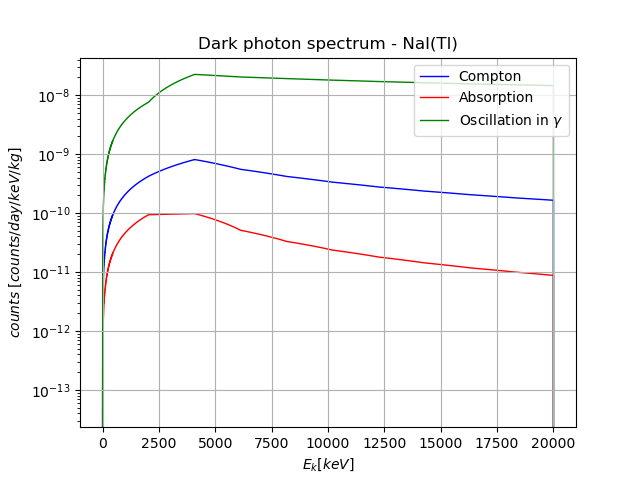 Dark photon spectrum - NaI(Tl)
Compton
Absorption
Oscillation in γ
10⁻⁸
10⁻⁹
10⁻¹⁰
10⁻¹¹
10⁻¹²
10⁻¹³
counts [counts/day/keV/kg]
0 2500 5000 7500 10000 12500 15000 17500 20000
Eₖ[keV]